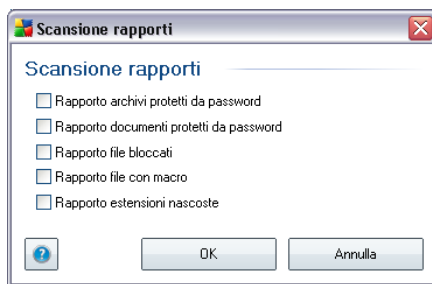 Scansione rapporti
Scansione rapporti
Rapporto archivi protetti da password
Rapporto documenti protetti da password
Rapporto file bloccati
Rapporto file con macro
Rapporto estensioni nascoste
? OK Annulla